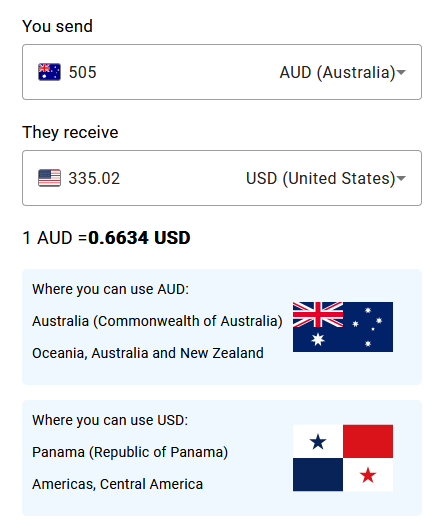 You send
505 AUD (Australia)
They receive
335.02 USD (United States)
1 AUD =0.6634 USD
Where you can use AUD:
Australia (Commonwealth of Australia)
Oceania, Australia and New Zealand
Where you can use USD:
Panama (Republic of Panama)
Americas, Central America